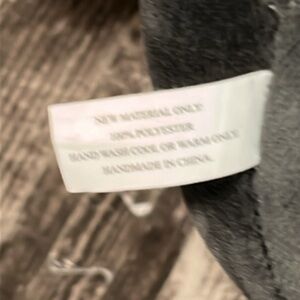 NEW MATERIAL ONLY
100% POLYESTER
HAND WASH COOL OR WARM ONLY
HANDMADE IN CHINA.